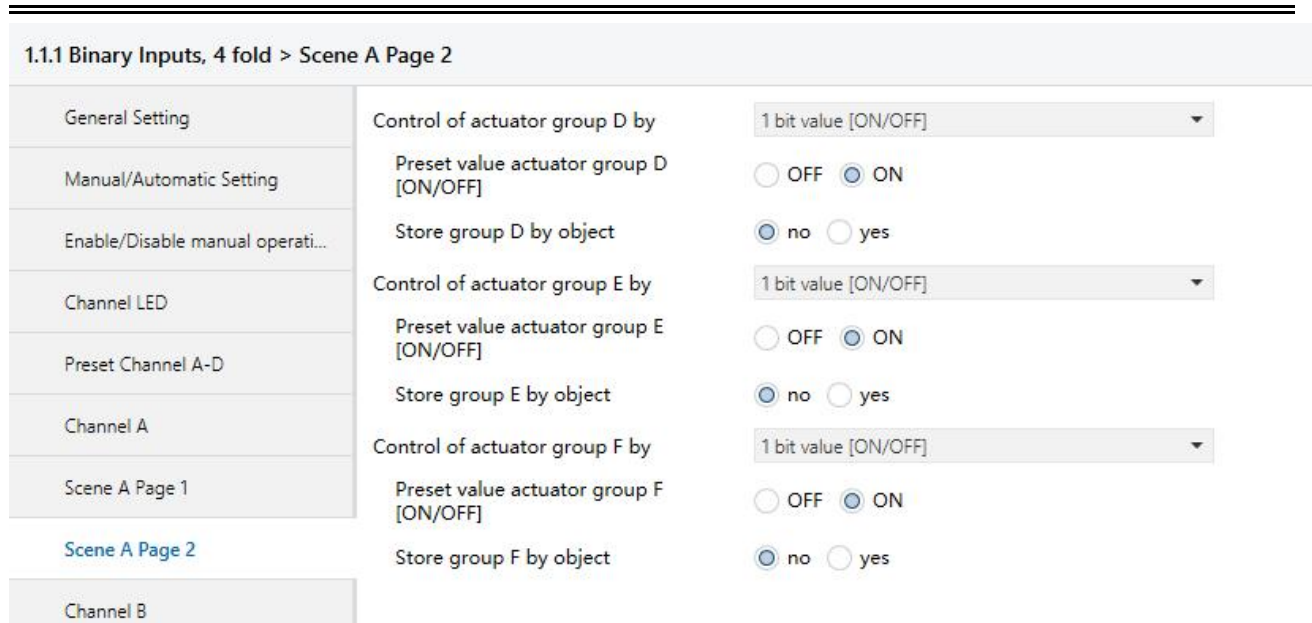 1.1.1 Binary Inputs, 4 fold > Scene A Page 2
General Setting
Manual/Automatic Setting
Enable/Disable manual operati...
Channel LED
Preset Channel A-D
Channel A
Scene A Page 1
Scene A Page 2
Channel B
Control of actuator group D by
1 bit value [ON/OFF]
Preset value actuator group D
[ON/OFF]
OFF ON
Store group D by object
no yes
Control of actuator group E by
1 bit value [ON/OFF]
Preset value actuator group E
[ON/OFF]
OFF ON
Store group E by object
no yes
Control of actuator group F by
1 bit value [ON/OFF]
Preset value actuator group F
[ON/OFF]
OFF ON
Store group F by object
no yes